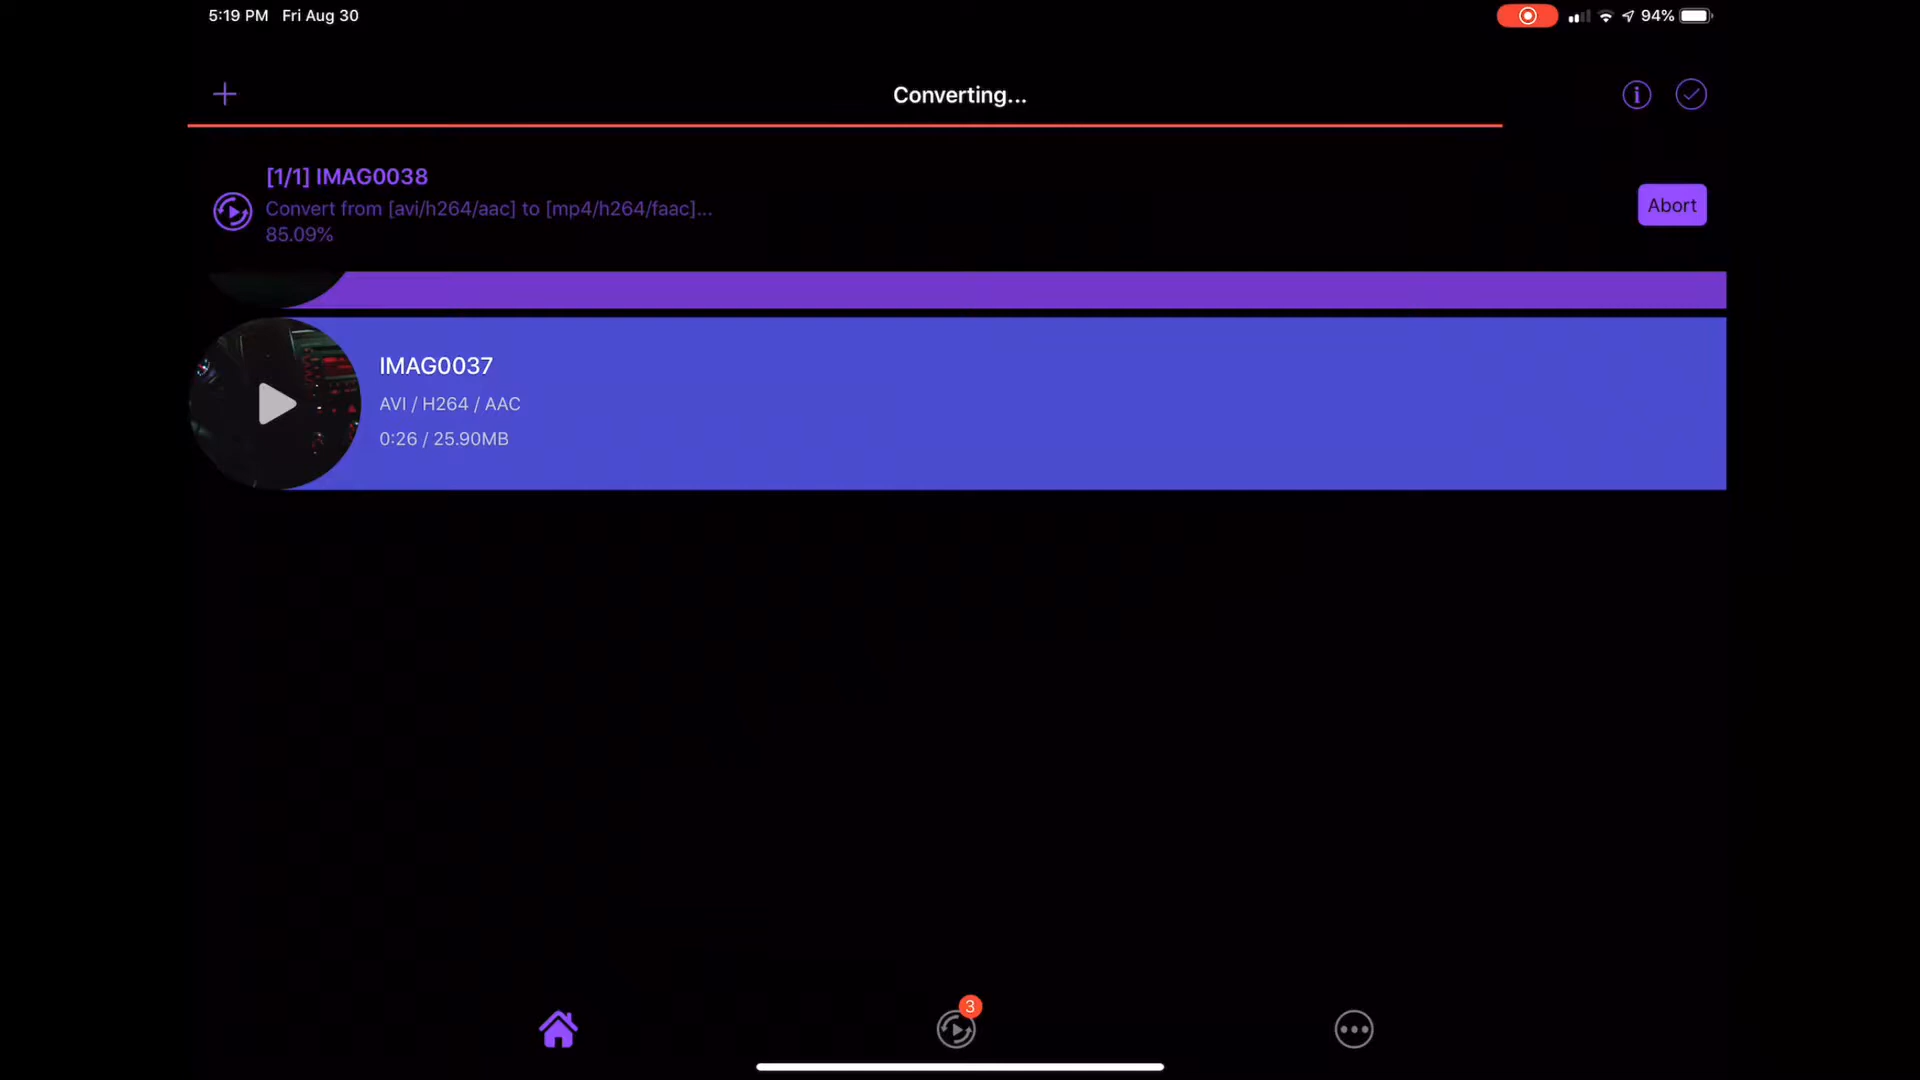 5:19 PM Fri Aug 30
94%
Converting...
[1/1] IMAG0038
Convert from [avi/h264/aac] to [mp4/h264/faac]...
85.09%
Abort
IMAG0037
AVI / H264 / AAC
0:26 / 25.90MB
3